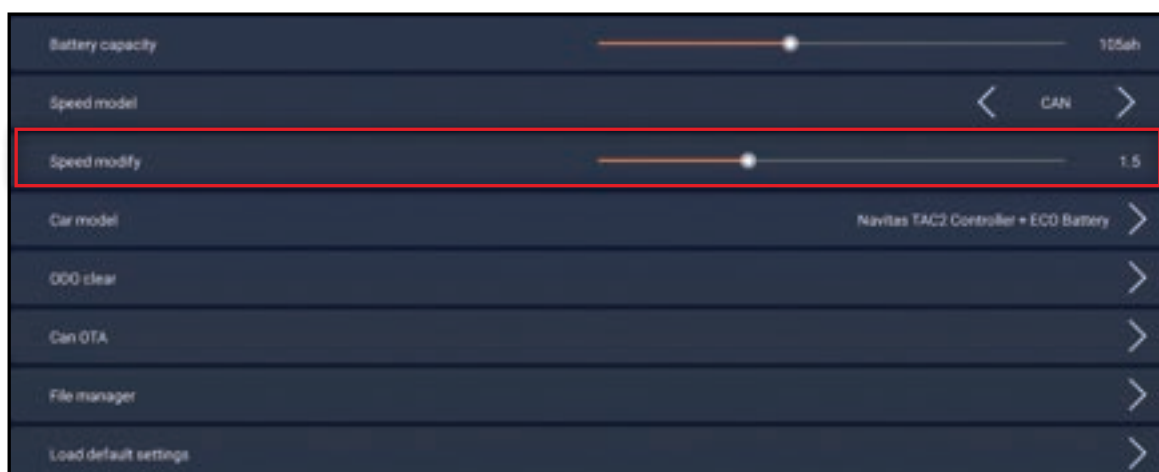 Battery capacity 105ah
Speed model CAN
Speed modify 1.5
Car model Navitas TAC2 Controller + ECO Battery
ODO clear
Can OTA
File manager
Load default settings